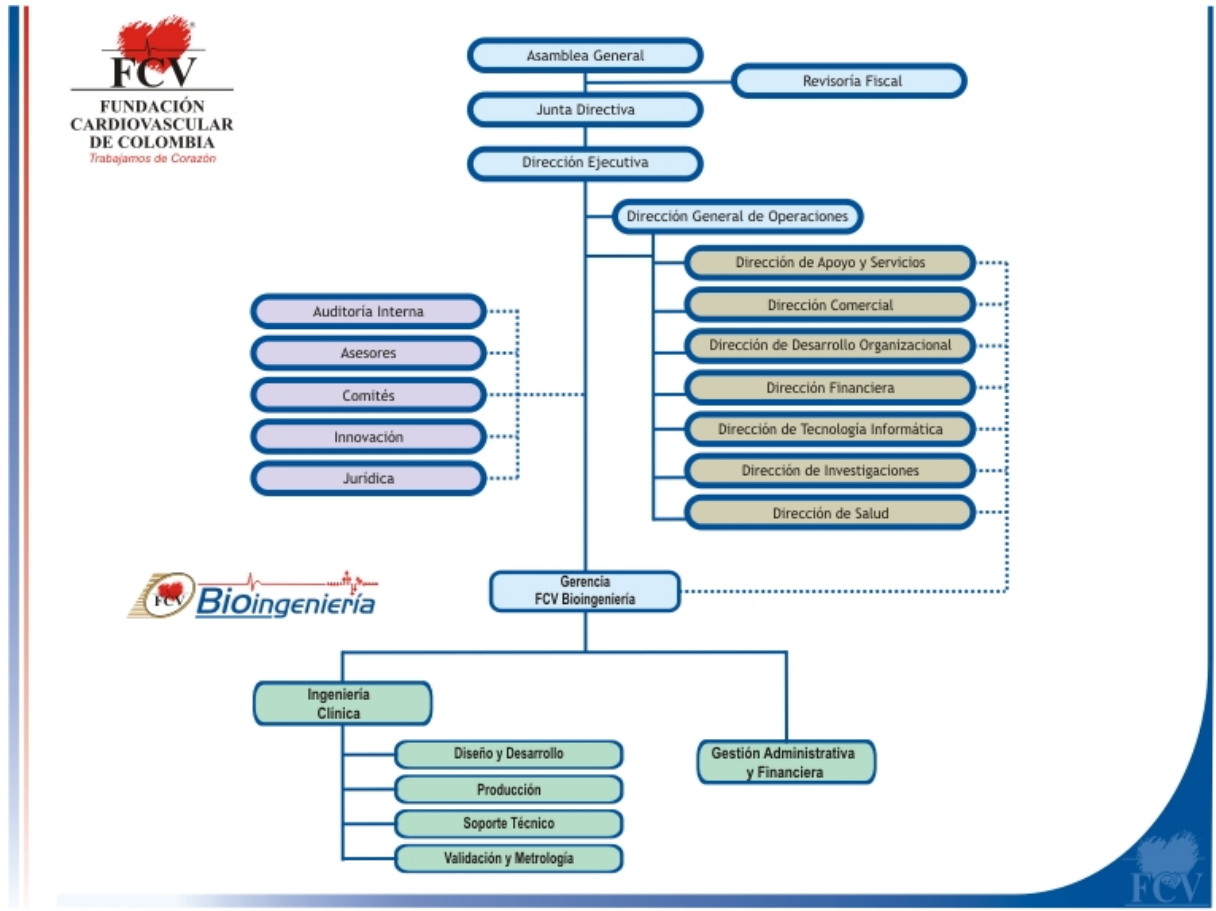 FCV
FUNDACIÓN
CARDIOVASCULAR
DE COLOMBIA
Trabajamos de Corazón
Asamblea General
Revisoría Fiscal
Junta Directiva
Dirección Ejecutiva
Dirección General de Operaciones
Dirección de Apoyo y Servicios
Dirección Comercial
Dirección de Desarrollo Organizacional
Dirección Financiera
Dirección de Tecnología Informática
Dirección de Investigaciones
Dirección de Salud
Auditoría Interna
Asesores
Comités
Innovación
Jurídica
FCV
Bioingeniería
Gerencia
FCV Bioingeniería
Ingeniería
Clínica
Diseño y Desarrollo
Producción
Soporte Técnico
Validación y Metrología
Gestión Administrativa
y Financiera
FCV